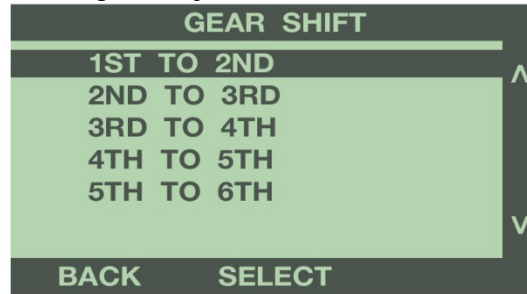 GEAR SHIFT
1ST TO 2ND
2ND TO 3RD
3RD TO 4TH
4TH TO 5TH
5TH TO 6TH
BACK SELECT